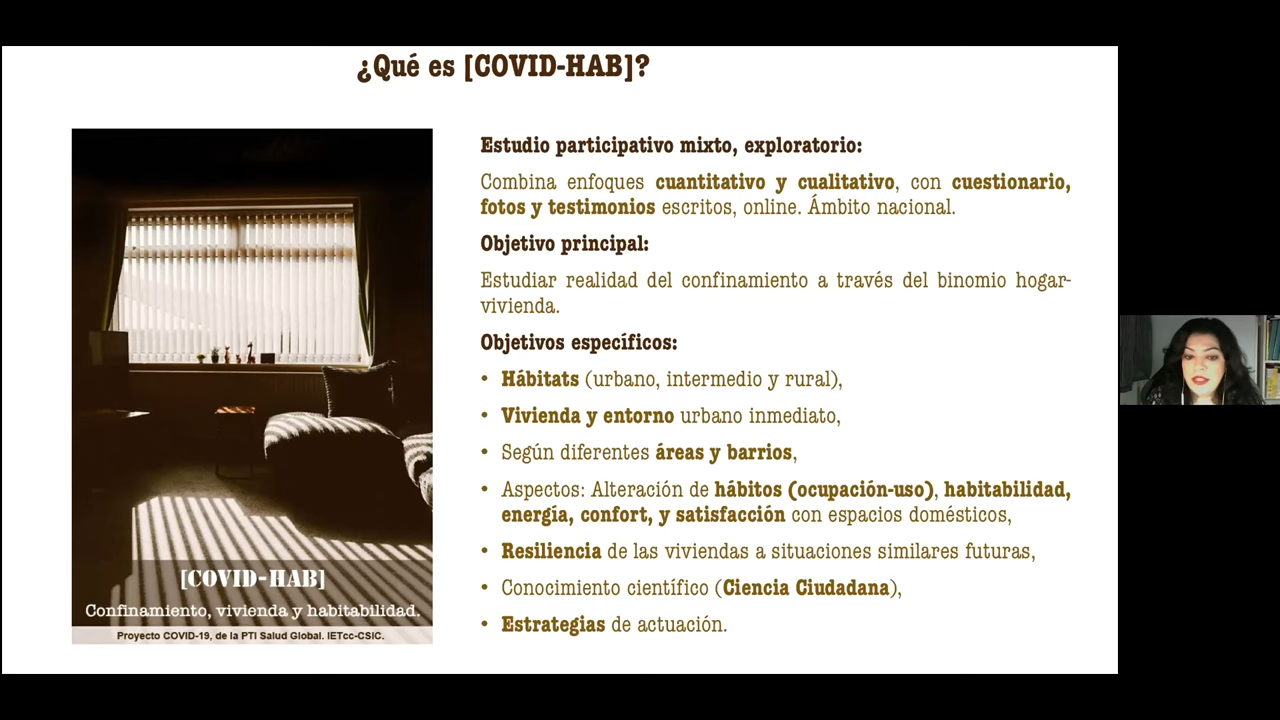 ¿Qué es [COVID-HAB]?
Estudio participativo mixto, exploratorio:
Combina enfoques cuantitativo y cualitativo, con cuestionario,
fotos y testimonios escritos, online. Ámbito nacional.
Objetivo principal:
Estudiar realidad del confinamiento a través del binomio hogar-
vivienda.
Objetivos específicos:
• Hábitats (urbano, intermedio y rural),
• Vivienda y entorno urbano inmediato,
• Según diferentes áreas y barrios,
• Aspectos: Alteración de hábitos (ocupación-uso), habitabilidad,
energía, confort, y satisfacción con espacios domésticos,
• Resiliencia de las viviendas a situaciones similares futuras,
• Conocimiento científico (Ciencia Ciudadana),
• Estrategias de actuación.
[COVID-HAB]
Confinamiento, vivienda y habitabilidad.
Proyecto COVID-19, de la PTI Salud Global. IETcc-CSIC.